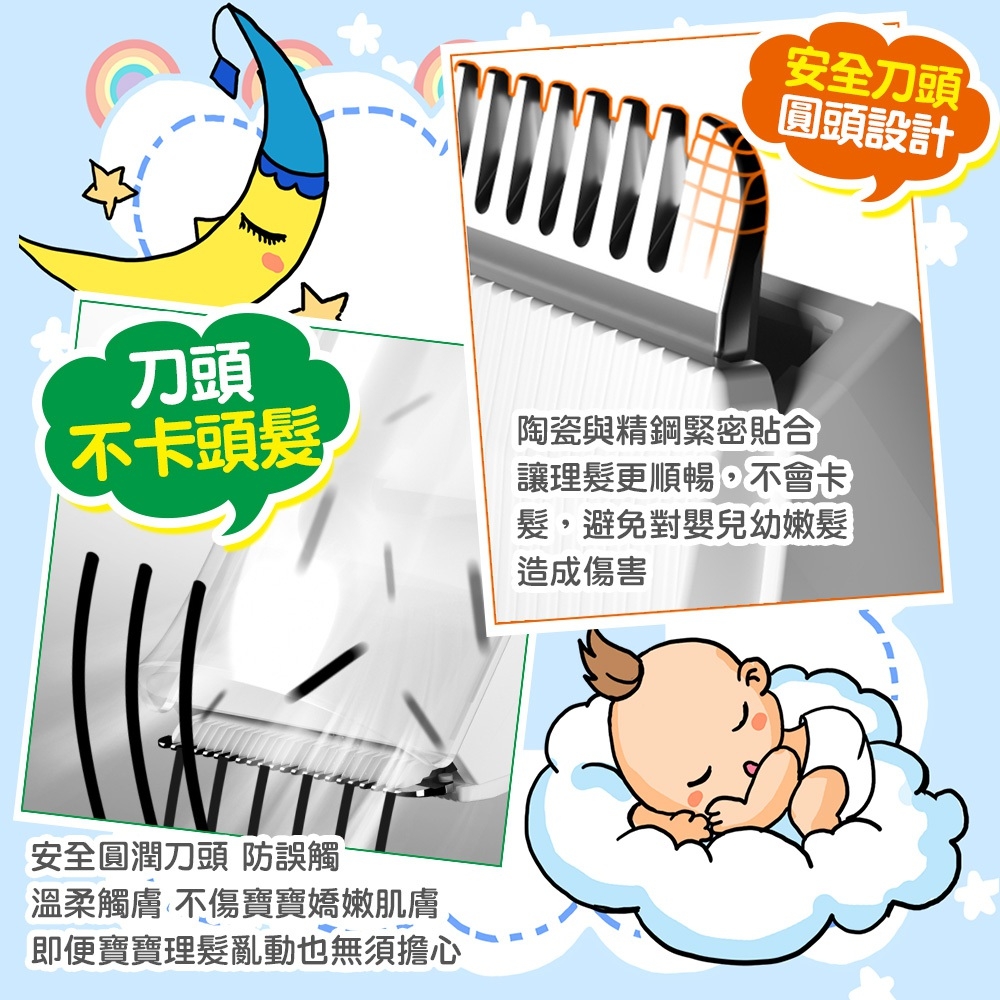 安全刀頭
圓頭設計
刀頭
不卡頭髮
陶瓷與精鋼緊密貼合
讓理髮更順暢，不會卡
髮，避免對嬰兒幼嫩髮
造成傷害
安全圓潤刀頭 防誤觸
溫柔觸膚 不傷寶寶嬌嫩肌膚
即便寶寶理髮亂動也無須擔心